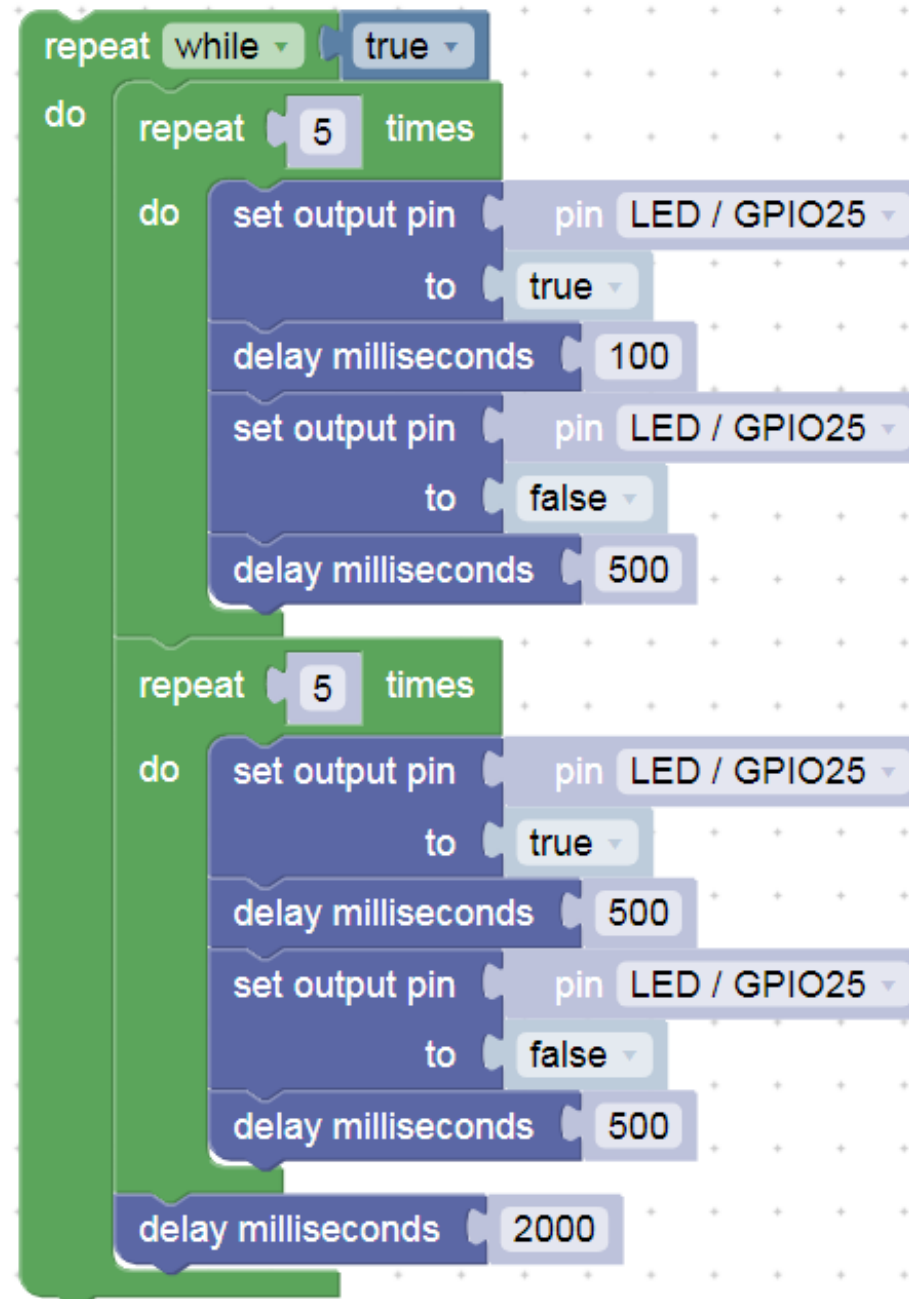 repeat while true
do repeat 5 times
do set output pin pin LED / GPIO25
to true
delay milliseconds 100
set output pin pin LED / GPIO25
to false
delay milliseconds 500
repeat 5 times
do set output pin pin LED / GPIO25
to true
delay milliseconds 500
set output pin pin LED / GPIO25
to false
delay milliseconds 500
delay milliseconds 2000